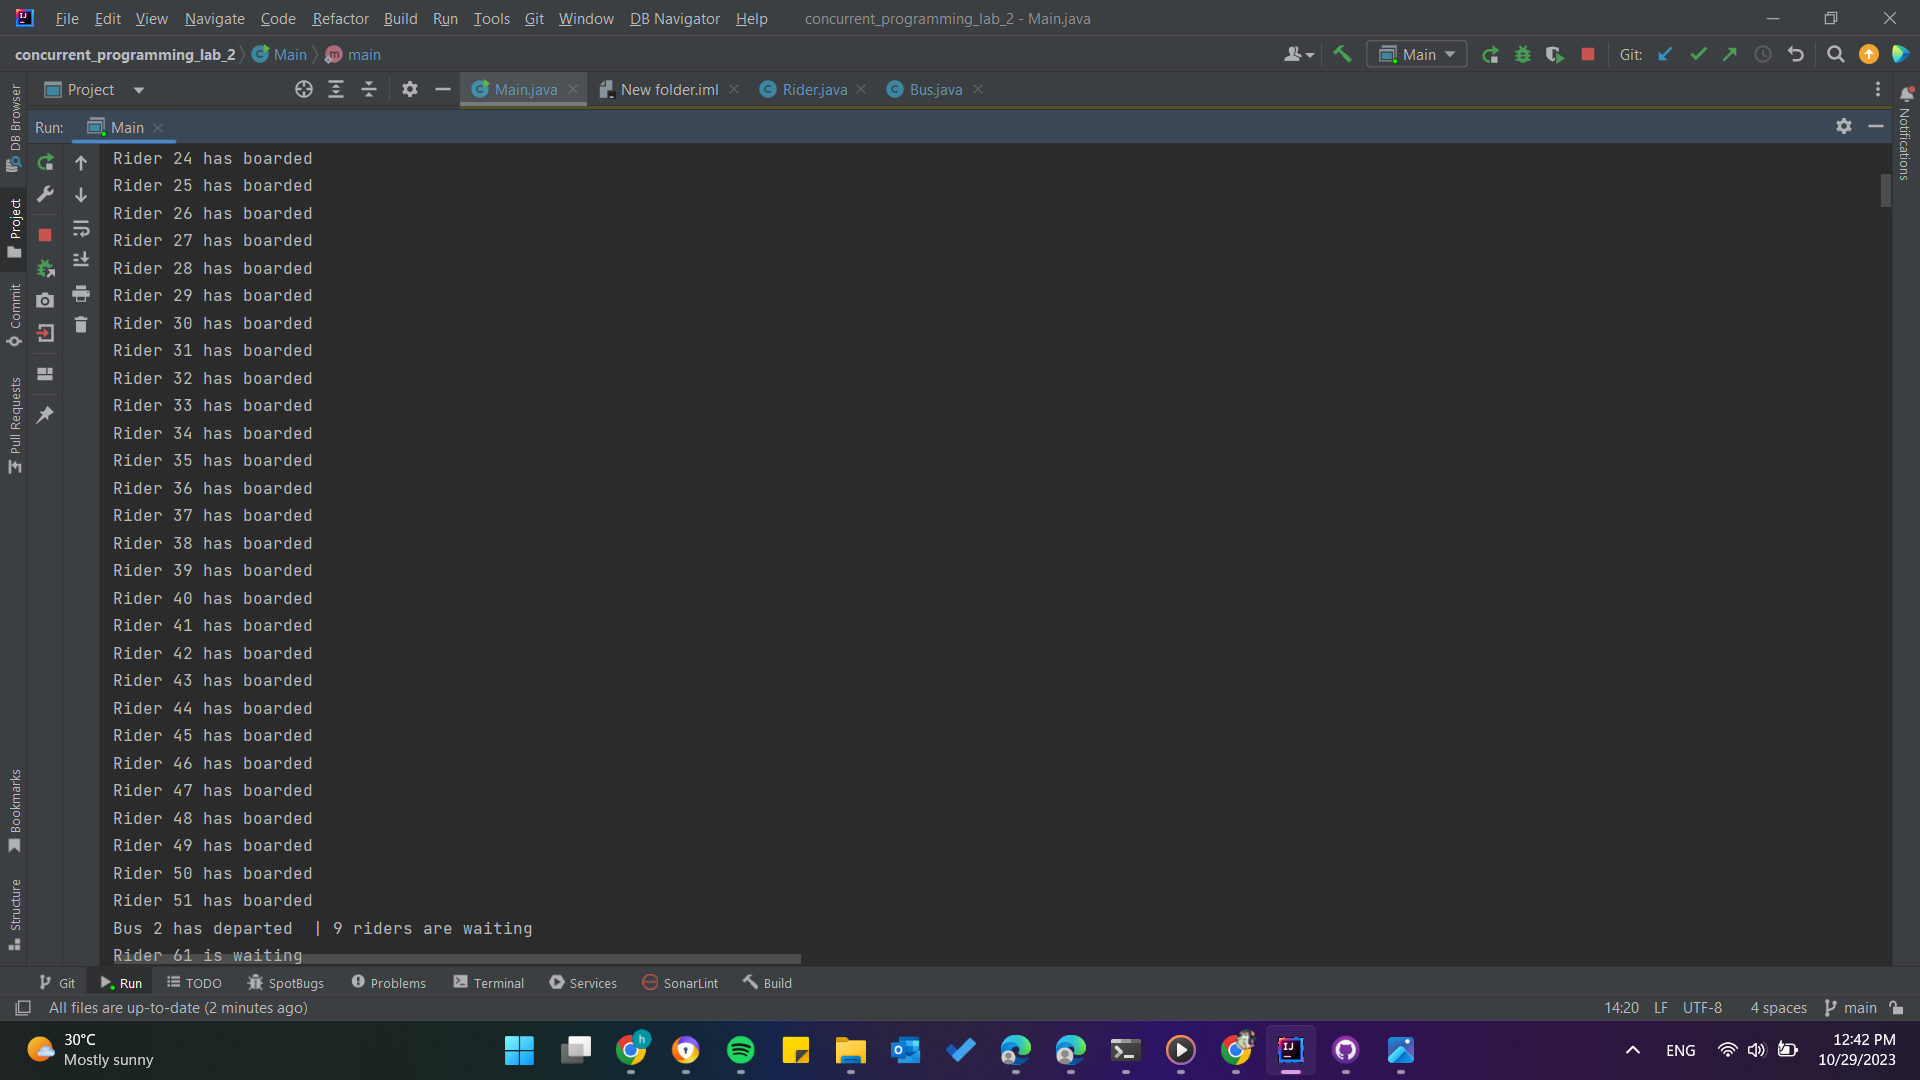 File Edit View Navigate Code Refactor Build Run Tools Git Window DB Navigator Help concurrent_programming_lab_2 - Main.java
concurrent_programming_lab_2 Main main Main Git:
Project Main.java New folder.iml Rider.java Bus.java
Run: Main
Rider 24 has boarded
Rider 25 has boarded
Rider 26 has boarded
Rider 27 has boarded
Rider 28 has boarded
Rider 29 has boarded
Rider 30 has boarded
Rider 31 has boarded
Rider 32 has boarded
Rider 33 has boarded
Rider 34 has boarded
Rider 35 has boarded
Rider 36 has boarded
Rider 37 has boarded
Rider 38 has boarded
Rider 39 has boarded
Rider 40 has boarded
Rider 41 has boarded
Rider 42 has boarded
Rider 43 has boarded
Rider 44 has boarded
Rider 45 has boarded
Rider 46 has boarded
Rider 47 has boarded
Rider 48 has boarded
Rider 49 has boarded
Rider 50 has boarded
Rider 51 has boarded
Bus 2 has departed | 9 riders are waiting
Rider 61 is waiting
DB Browser
Project
Commit
Pull Requests
Bookmarks
Structure
Notifications
Git Run TODO SpotBugs Problems Terminal Services SonarLint Build
All files are up-to-date (2 minutes ago) 14:20 LF UTF-8 4 spaces main
30°C
Mostly sunny
ENG
12:42 PM
10/29/2023